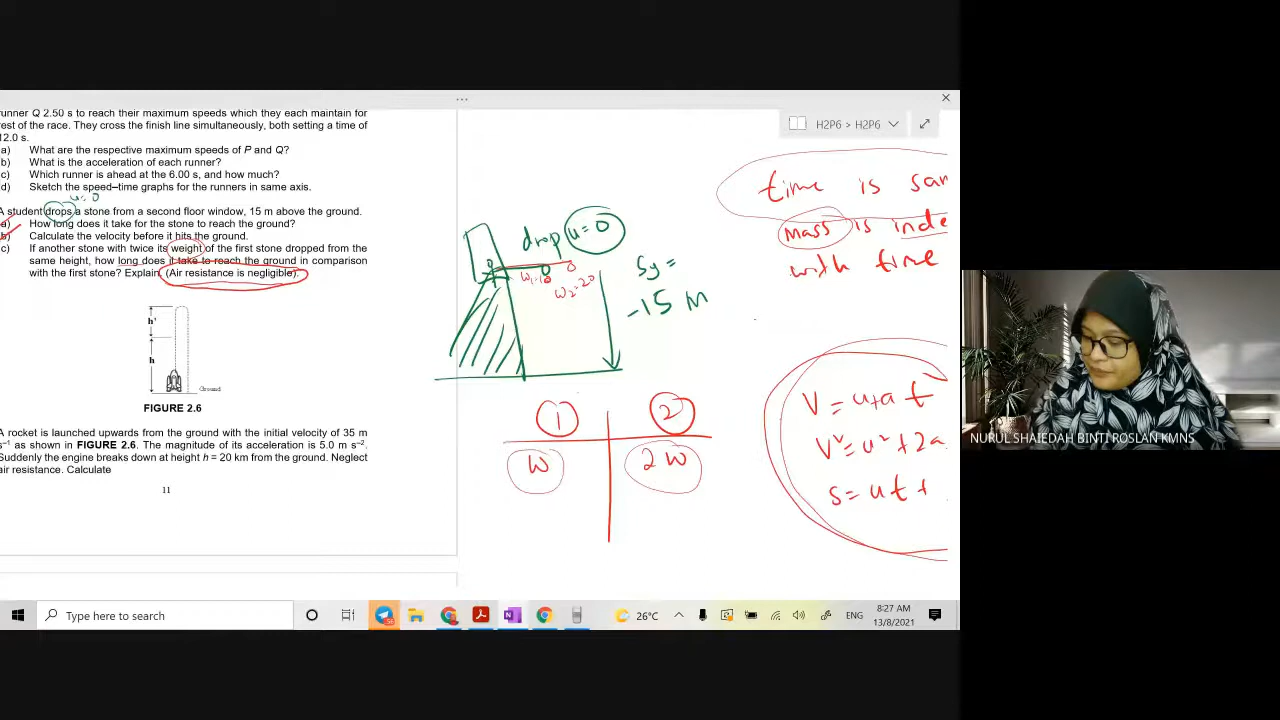 runner Q 2.50 s to reach their maximum speeds which they each maintain for
rest of the race. They cross the finish line simultaneously, both setting a time of
12.0 s.
a) What are the respective maximum speeds of P and Q?
b) What is the acceleration of each runner?
c) Which runner is ahead at the 6.00 s, and how much?
d) Sketch the speed–time graphs for the runners in same axis.
u = 0
A student drops a stone from a second floor window, 15 m above the ground.
a) How long does it take for the stone to reach the ground?
b) Calculate the velocity before it hits the ground.
c) If another stone with twice its weight of the first stone dropped from the
same height, how long does it take to reach the ground in comparison
with the first stone? Explain. (Air resistance is negligible).
h'
h
Ground
FIGURE 2.6
A rocket is launched upwards from the ground with the initial velocity of 35 m
s⁻¹ as shown in FIGURE 2.6. The magnitude of its acceleration is 5.0 m s⁻².
Suddenly the engine breaks down at height h = 20 km from the ground. Neglect
air resistance. Calculate
11
drop u = 0
W₁=10
W₂=20
Sy =
-15 m
1 2
W 2W
H2P6 > H2P6
time is sam
mass is inde
with time
V = u+at
V² = u² + 2a
S = ut +
NURUL SHAIEDAH BINTI ROSLAN KMNS
Type here to search
26°C
ENG
8:27 AM
13/8/2021